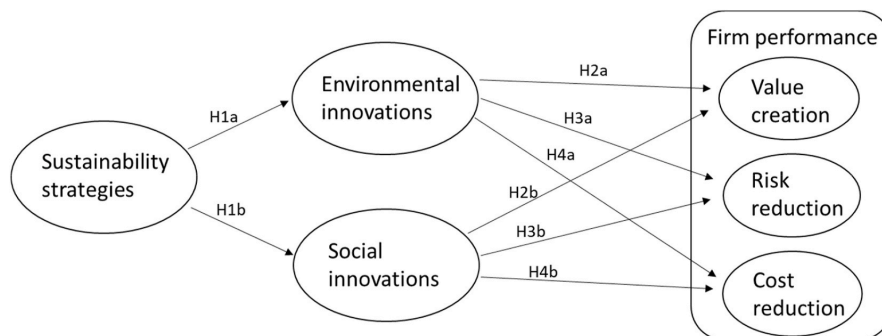 Firm performance
Sustainability
strategies
H1a
H1b
Environmental
innovations
Social
innovations
H2a
H3a
H4a
H2b
H3b
H4b
Value
creation
Risk
reduction
Cost
reduction